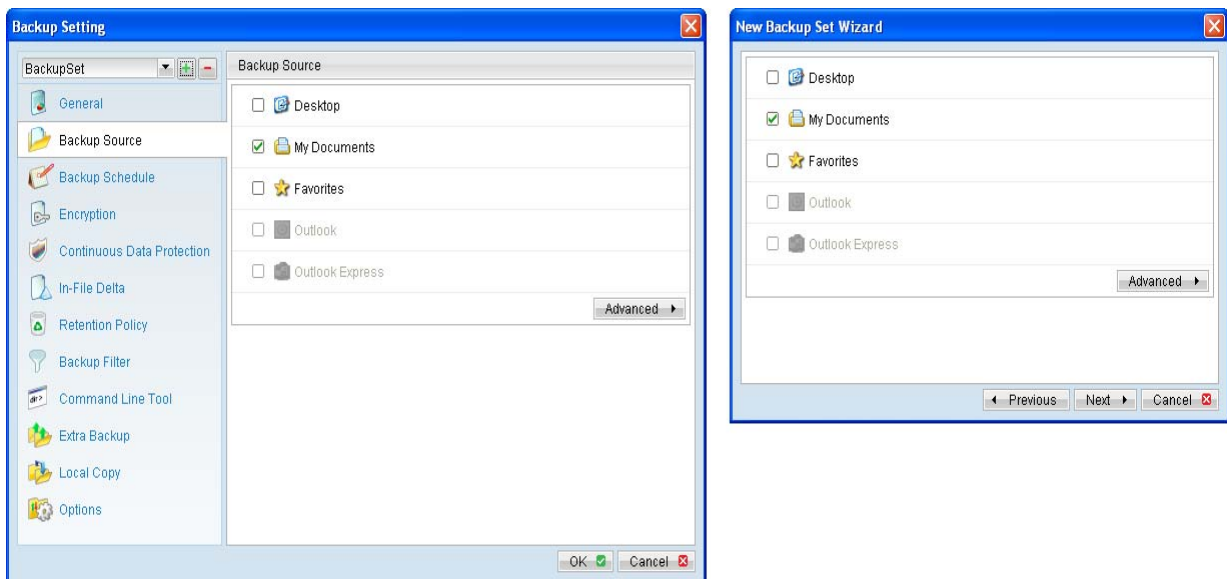 Backup Setting
BackupSet
General
Backup Source
Backup Schedule
Encryption
Continuous Data Protection
In-File Delta
Retention Policy
Backup Filter
Command Line Tool
Extra Backup
Local Copy
Options
Backup Source
Desktop
My Documents
Favorites
Outlook
Outlook Express
Advanced
OK
Cancel
New Backup Set Wizard
Desktop
My Documents
Favorites
Outlook
Outlook Express
Advanced
Previous
Next
Cancel